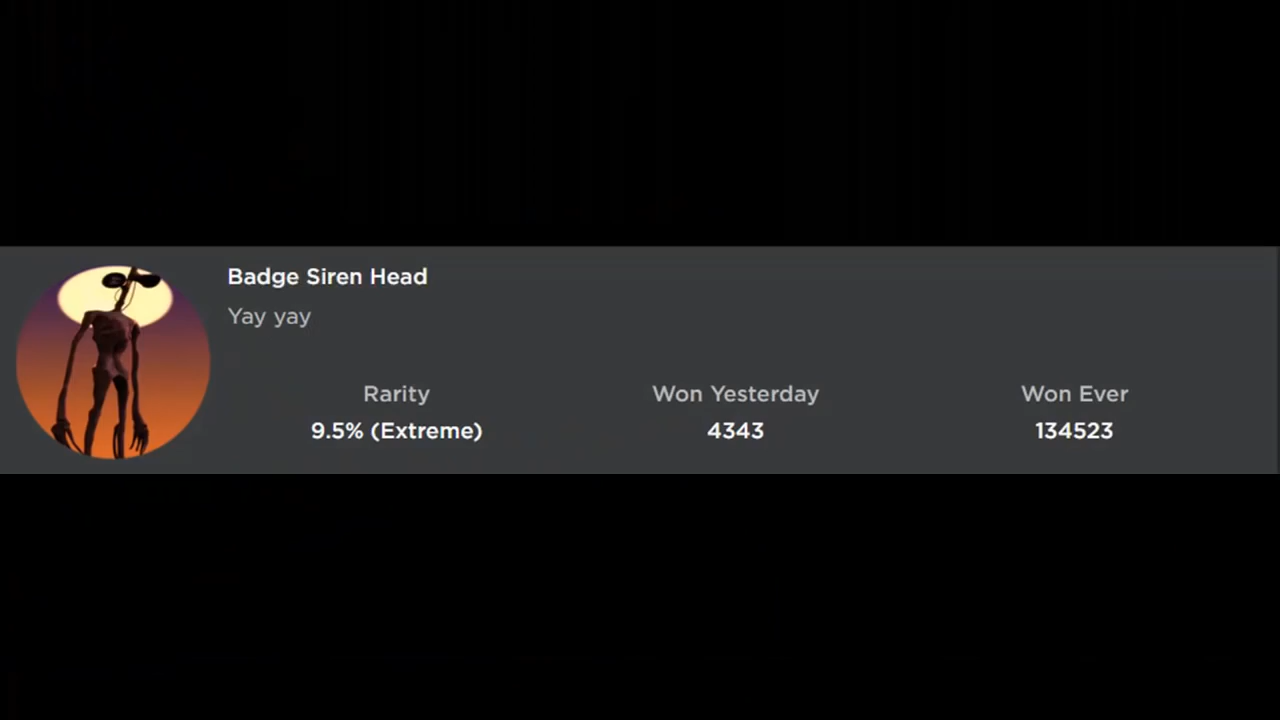 Badge Siren Head
Yay yay
Rarity Won Yesterday Won Ever
9.5% (Extreme) 4343 134523